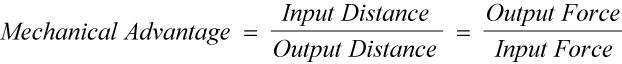 Mechanical Advantage = Input Distance / Output Distance = Output Force / Input Force